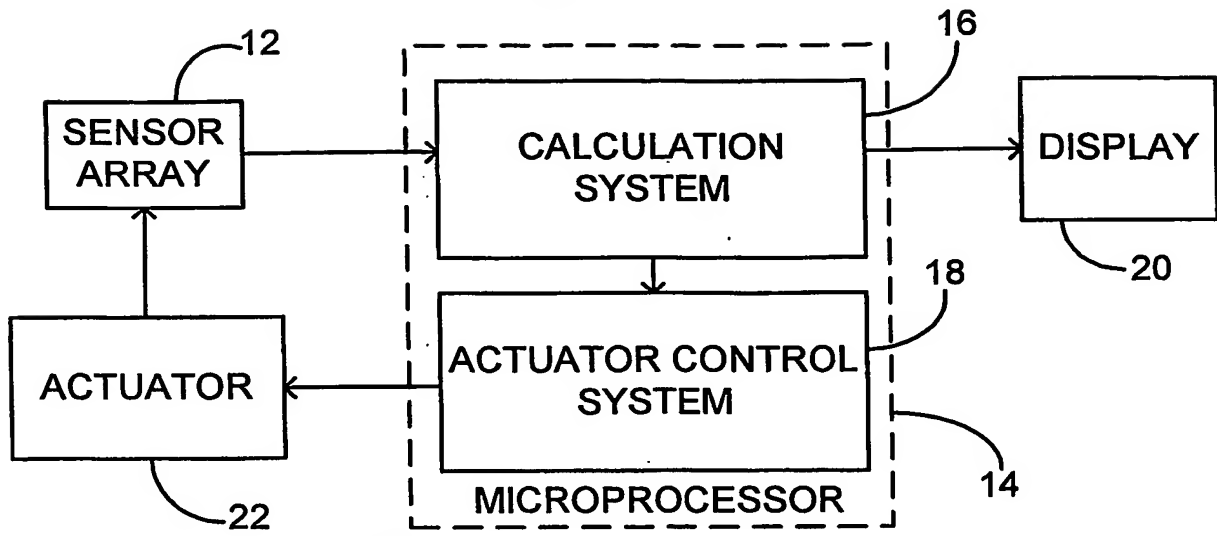 12
16
SENSOR
ARRAY
CALCULATION
SYSTEM
DISPLAY
20
18
ACTUATOR
ACTUATOR CONTROL
SYSTEM
22
MICROPROCESSOR
14